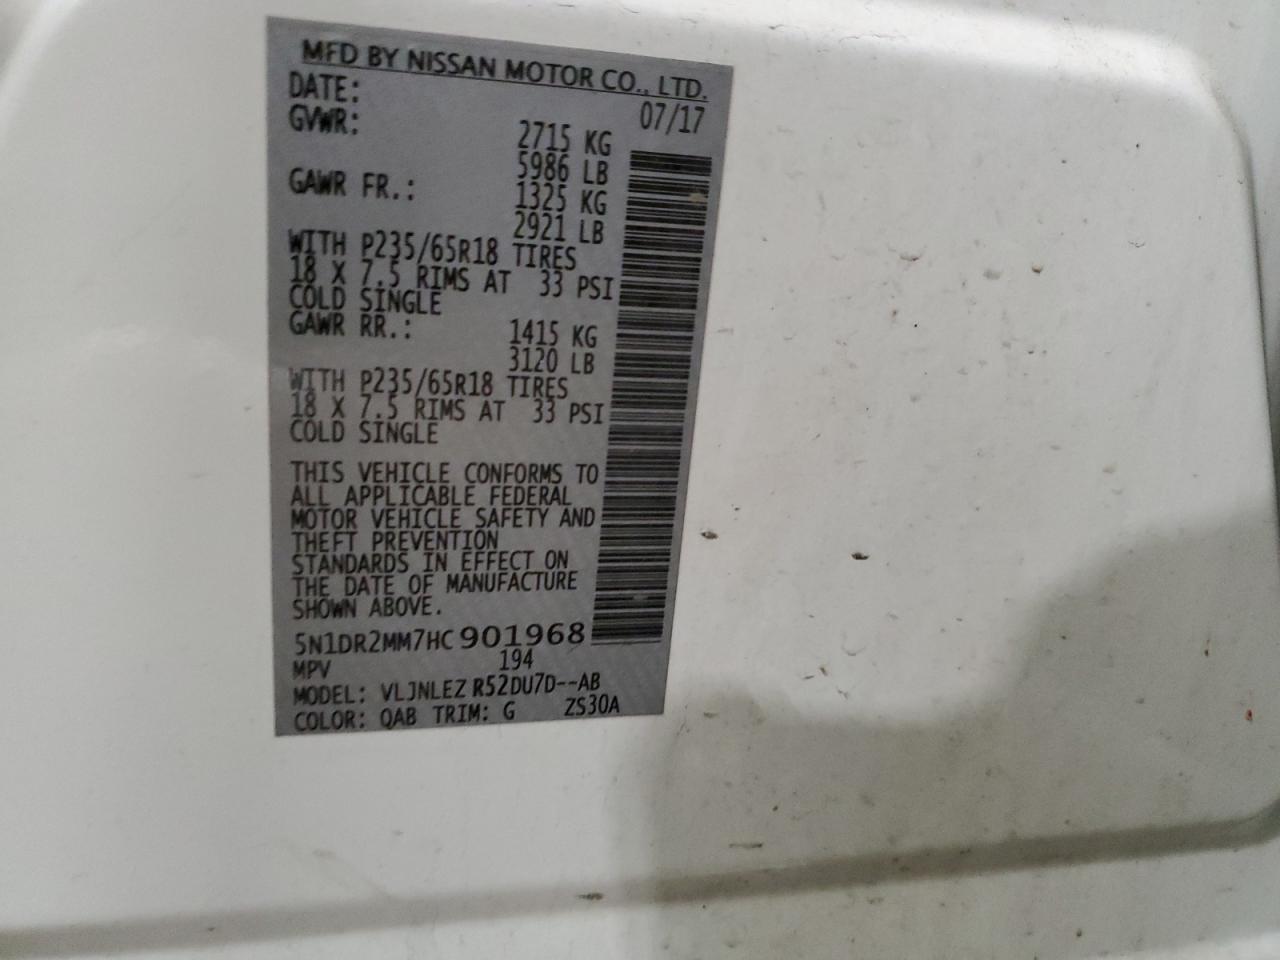 MFD BY NISSAN MOTOR CO., LTD.
DATE: 07/17
GVWR: 2715 KG
5986 LB
GAWR FR.: 1325 KG
2921 LB
WITH P235/65R18 TIRES
18 X 7.5 RIMS AT 33 PSI
COLD SINGLE
GAWR RR.: 1415 KG
3120 LB
WITH P235/65R18 TIRES
18 X 7.5 RIMS AT 33 PSI
COLD SINGLE
THIS VEHICLE CONFORMS TO
ALL APPLICABLE FEDERAL
MOTOR VEHICLE SAFETY AND
THEFT PREVENTION
STANDARDS IN EFFECT ON
THE DATE OF MANUFACTURE
SHOWN ABOVE.
5N1DR2MM7HC901968
MPV 194
MODEL: VLJNLEZ R52DU7D--AB
COLOR: QAB TRIM: G ZS30A